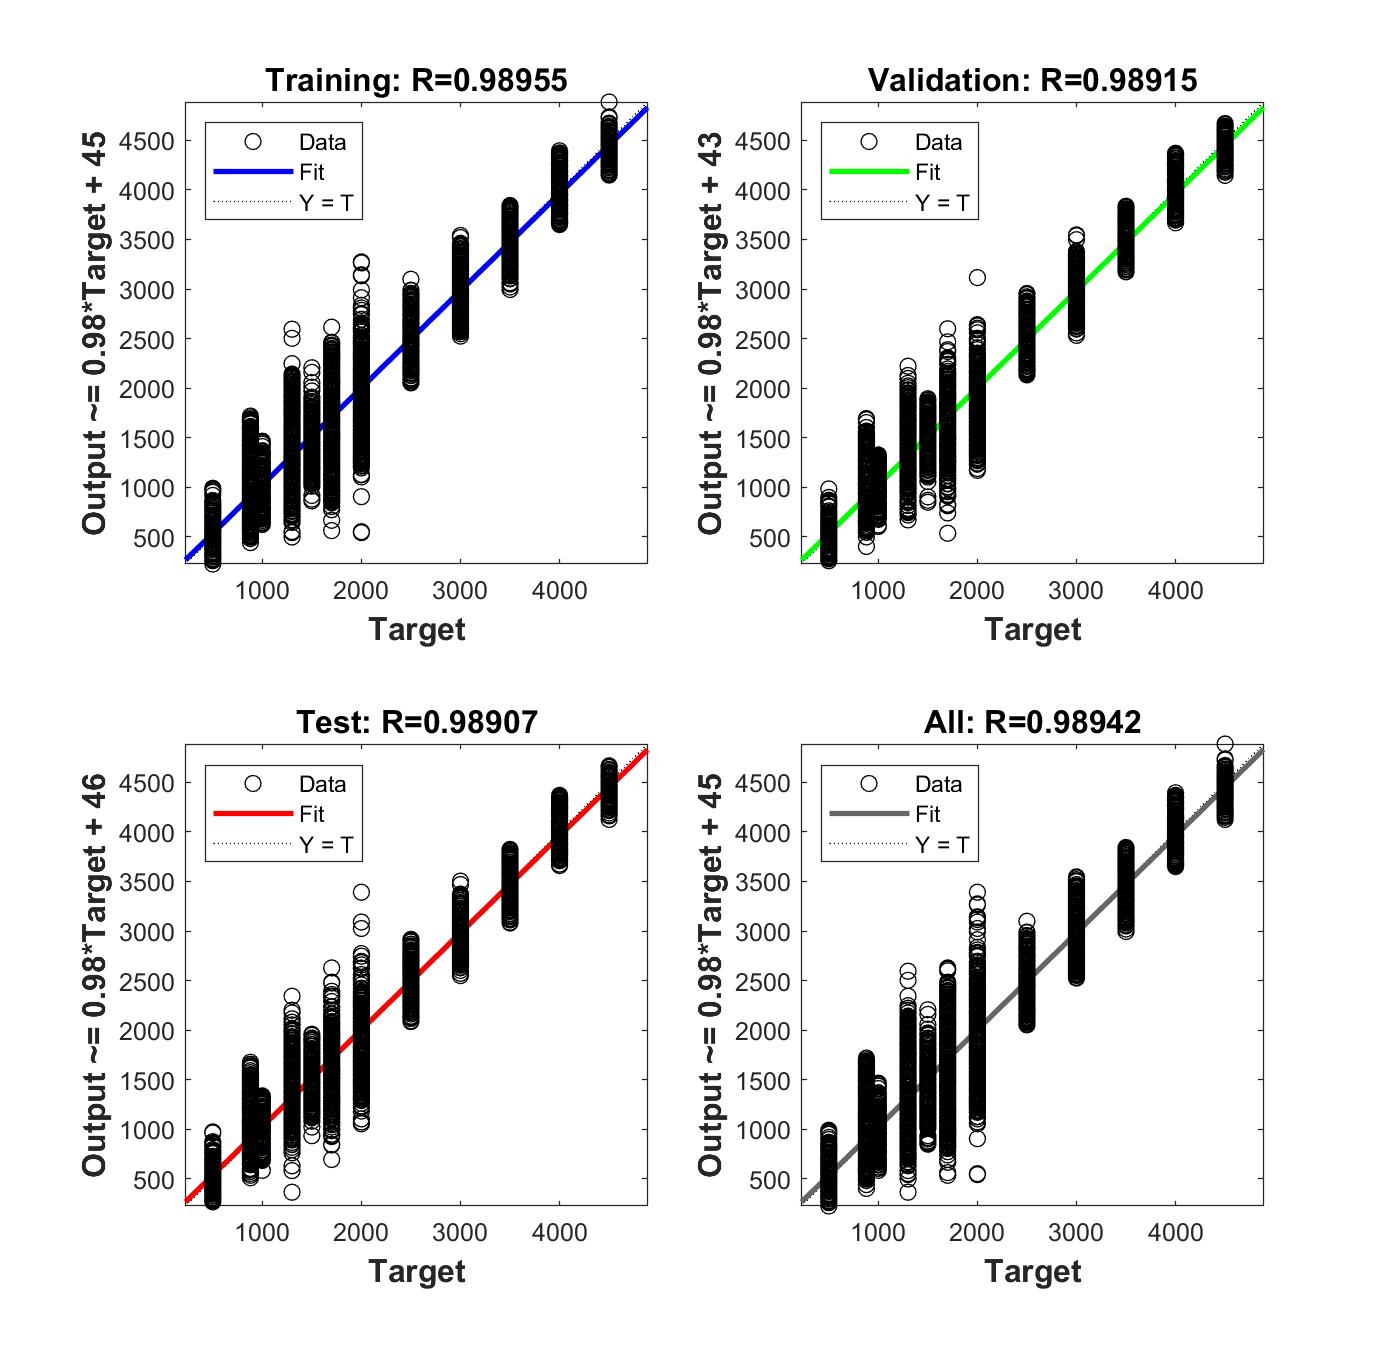 Training: R=0.98955
Output ~= 0.98*Target + 45
4500
4000
3500
3000
2500
2000
1500
1000
500
Data
Fit
Y = T
1000 2000 3000 4000
Target
Validation: R=0.98915
Output ~= 0.98*Target + 43
4500
4000
3500
3000
2500
2000
1500
1000
500
Data
Fit
Y = T
1000 2000 3000 4000
Target
Test: R=0.98907
Output ~= 0.98*Target + 46
4500
4000
3500
3000
2500
2000
1500
1000
500
Data
Fit
Y = T
1000 2000 3000 4000
Target
All: R=0.98942
Output ~= 0.98*Target + 45
4500
4000
3500
3000
2500
2000
1500
1000
500
Data
Fit
Y = T
1000 2000 3000 4000
Target